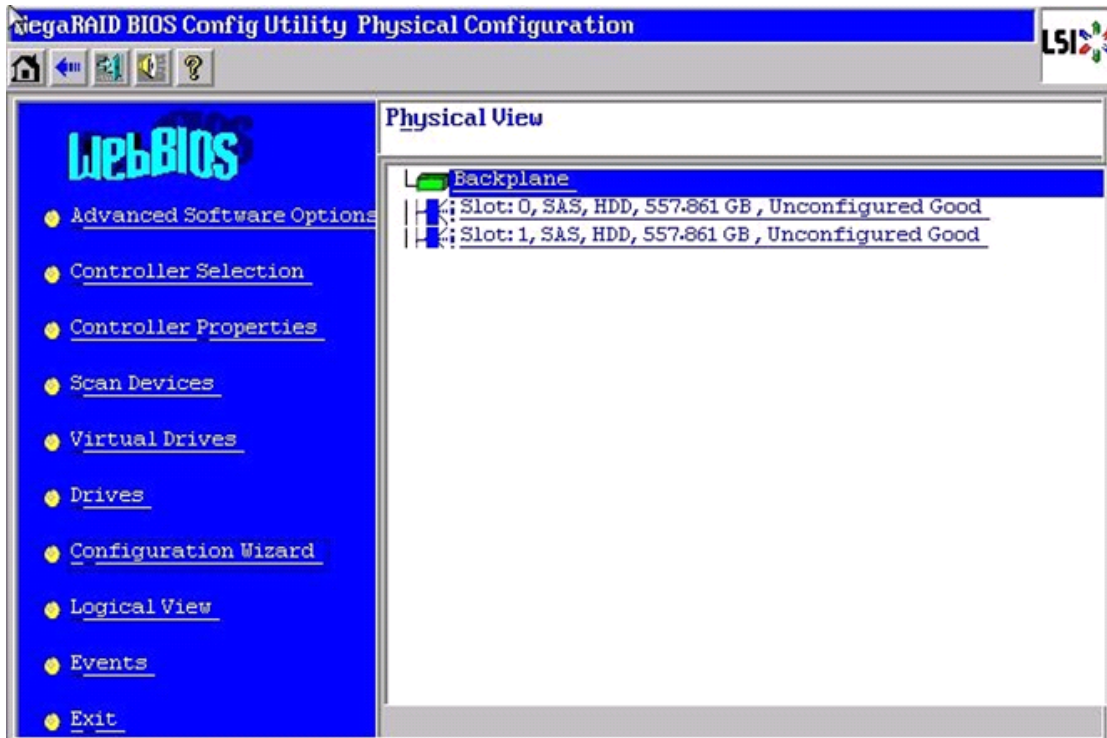 MegaRAID BIOS Config Utility Physical Configuration
LSI
?
WebBIOS
Physical View
Backplane
Slot: 0, SAS, HDD, 557.861 GB, Unconfigured Good
Slot: 1, SAS, HDD, 557.861 GB, Unconfigured Good
Advanced Software Options
Controller Selection
Controller Properties
Scan Devices
Virtual Drives
Drives
Configuration Wizard
Logical View
Events
Exit